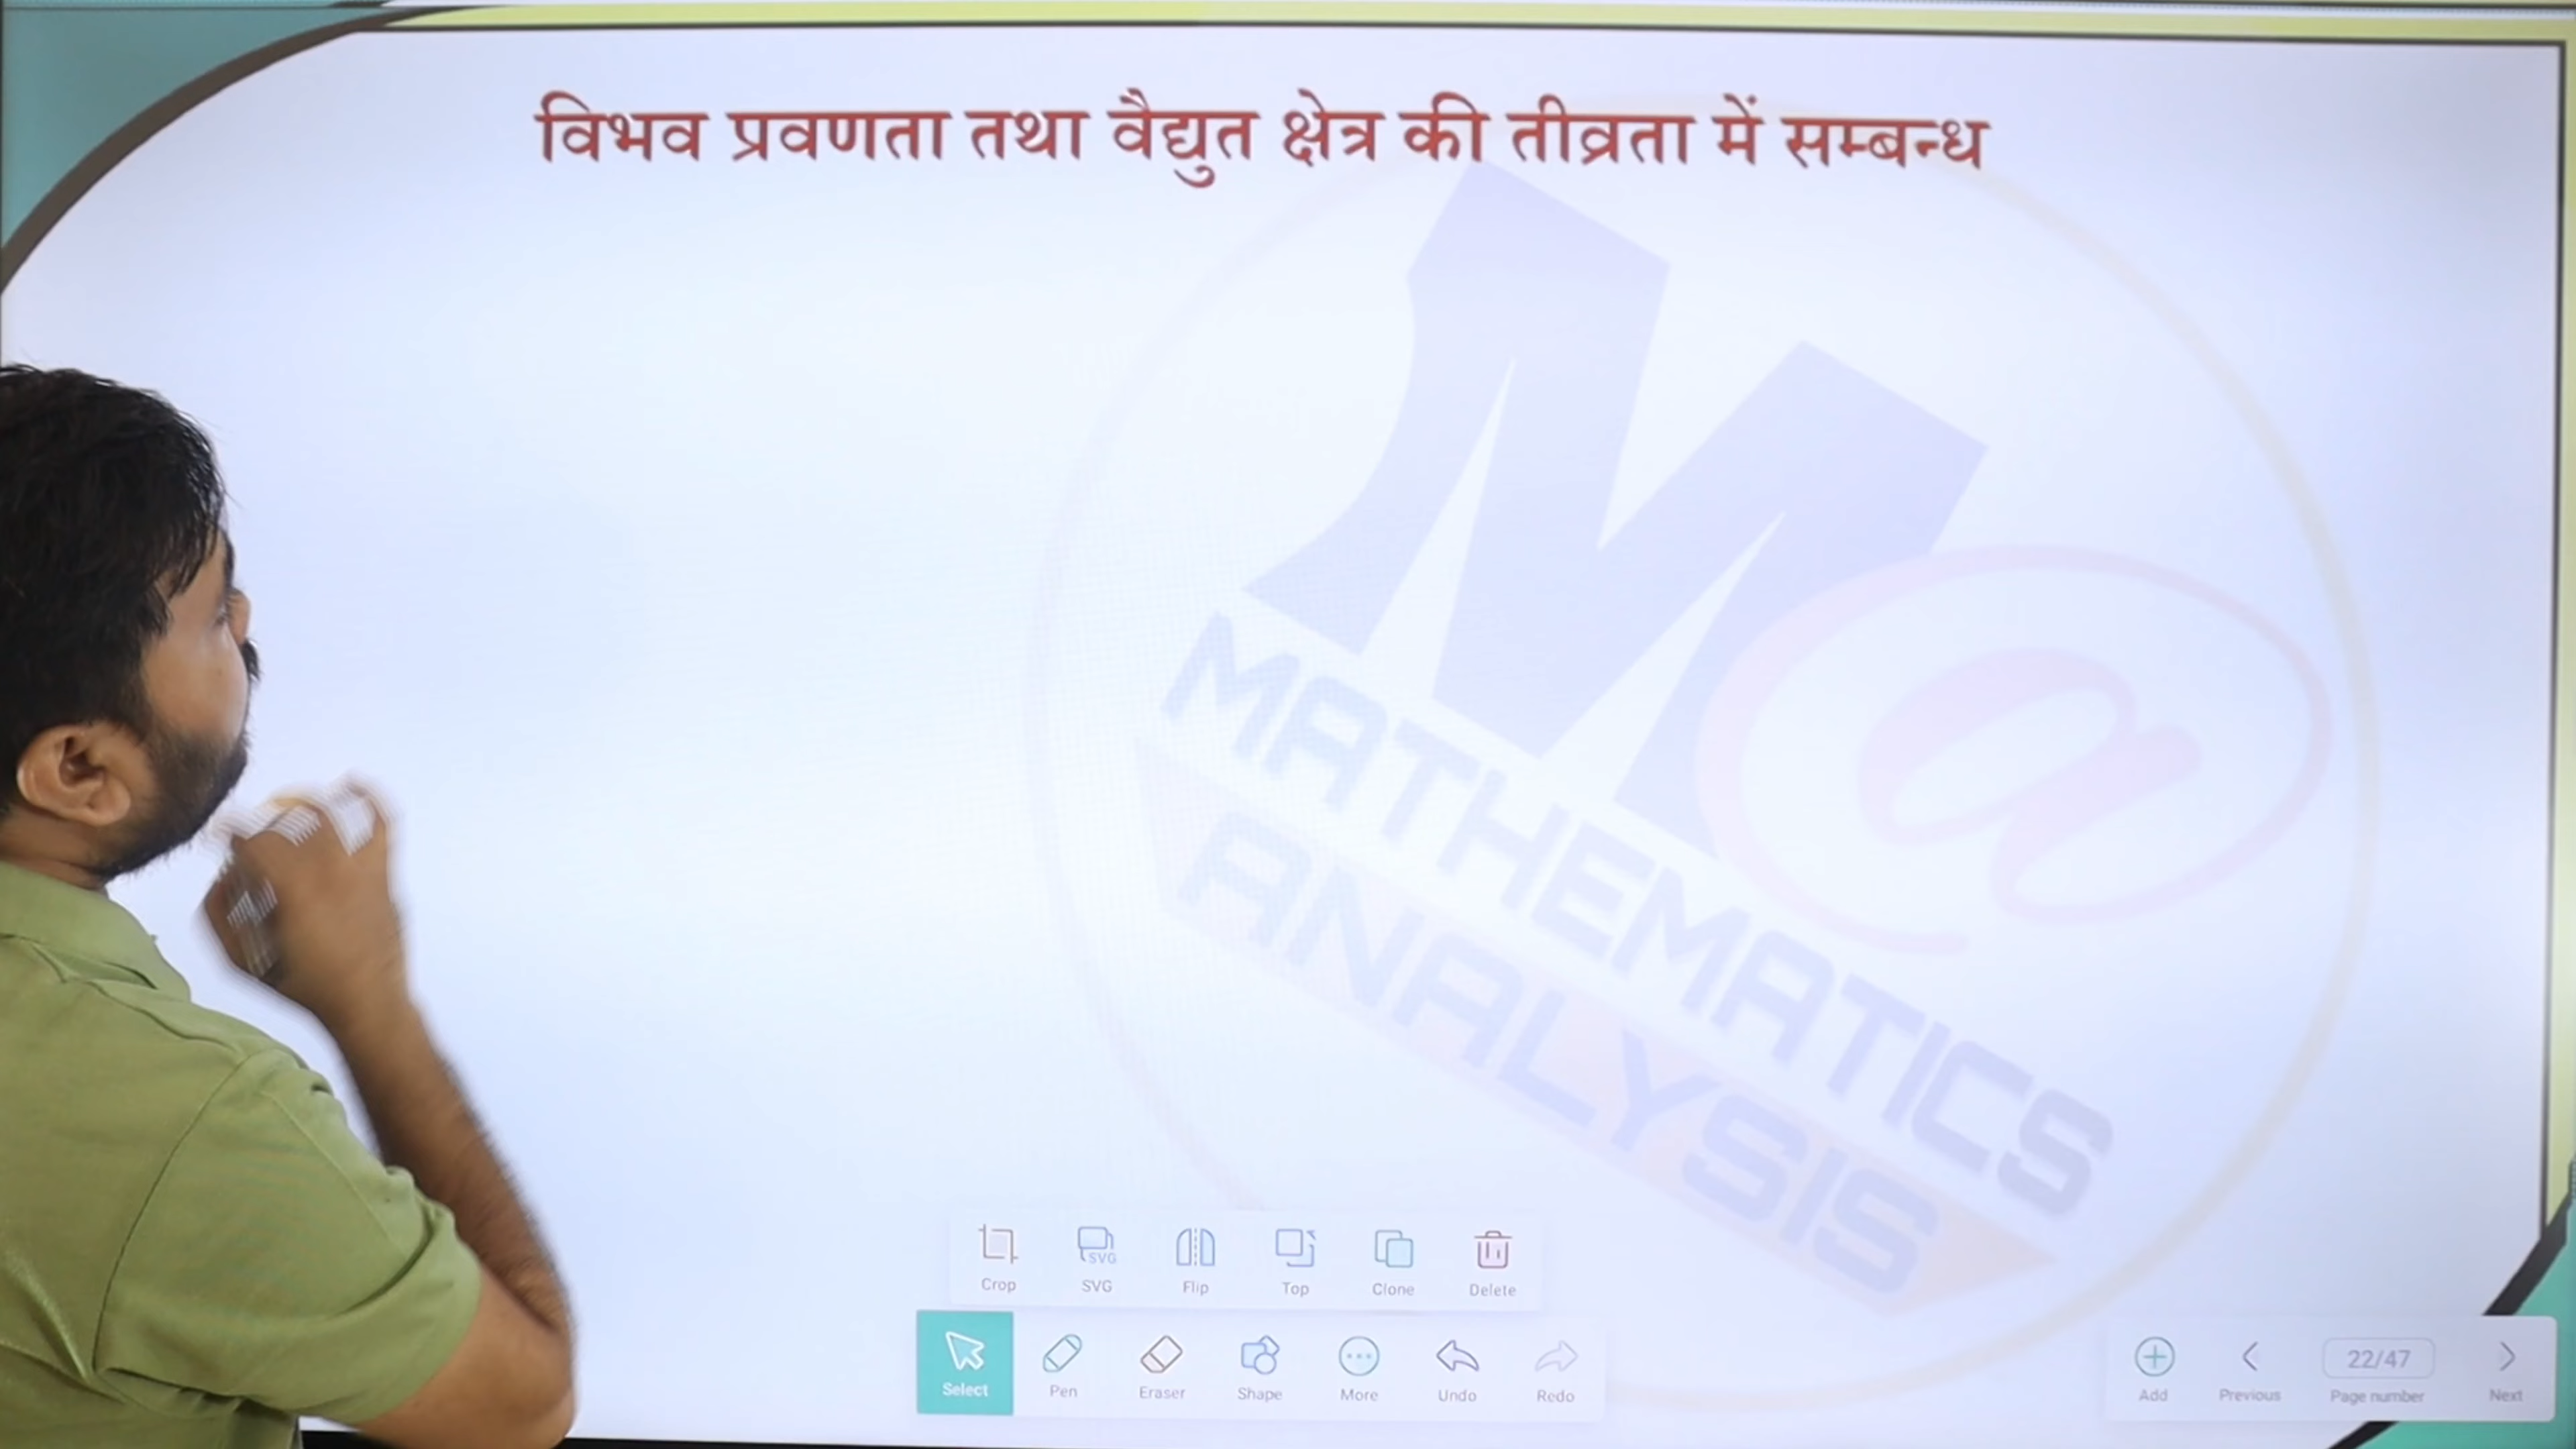 विभव प्रवणता तथा वैद्युत क्षेत्र की तीव्रता में सम्बन्ध
M@
MATHEMATICS
ANALYSIS
Crop SVG Flip Top Clone Delete
SVG
Select Pen Eraser Shape More Undo Redo
22/47
Add Previous Page number Next